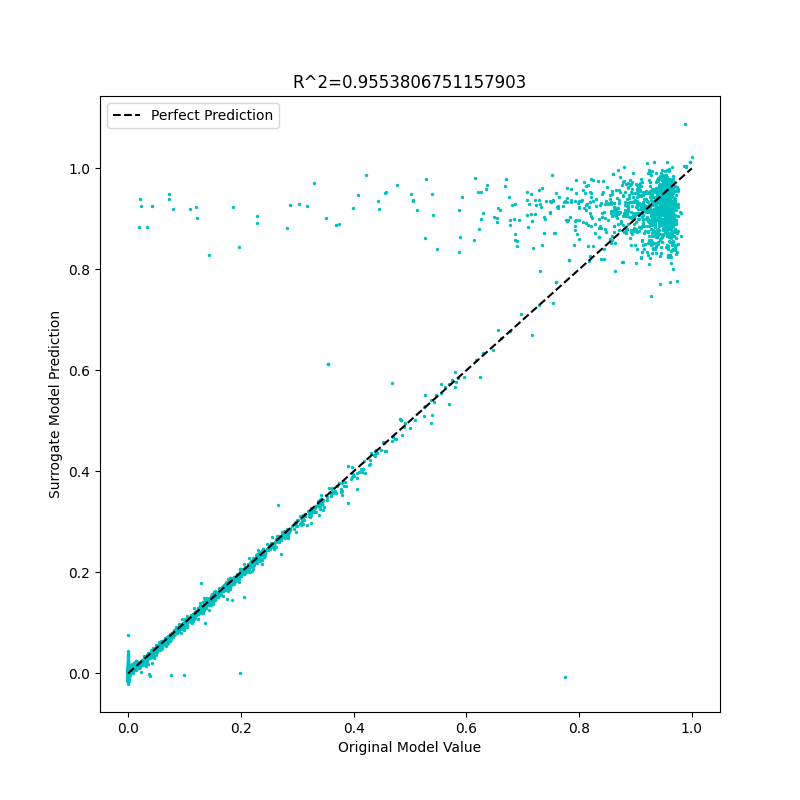 R^2=0.9553806751157903
Perfect Prediction
1.0
0.8
0.6
0.4
0.2
0.0
Surrogate Model Prediction
0.0 0.2 0.4 0.6 0.8 1.0
Original Model Value